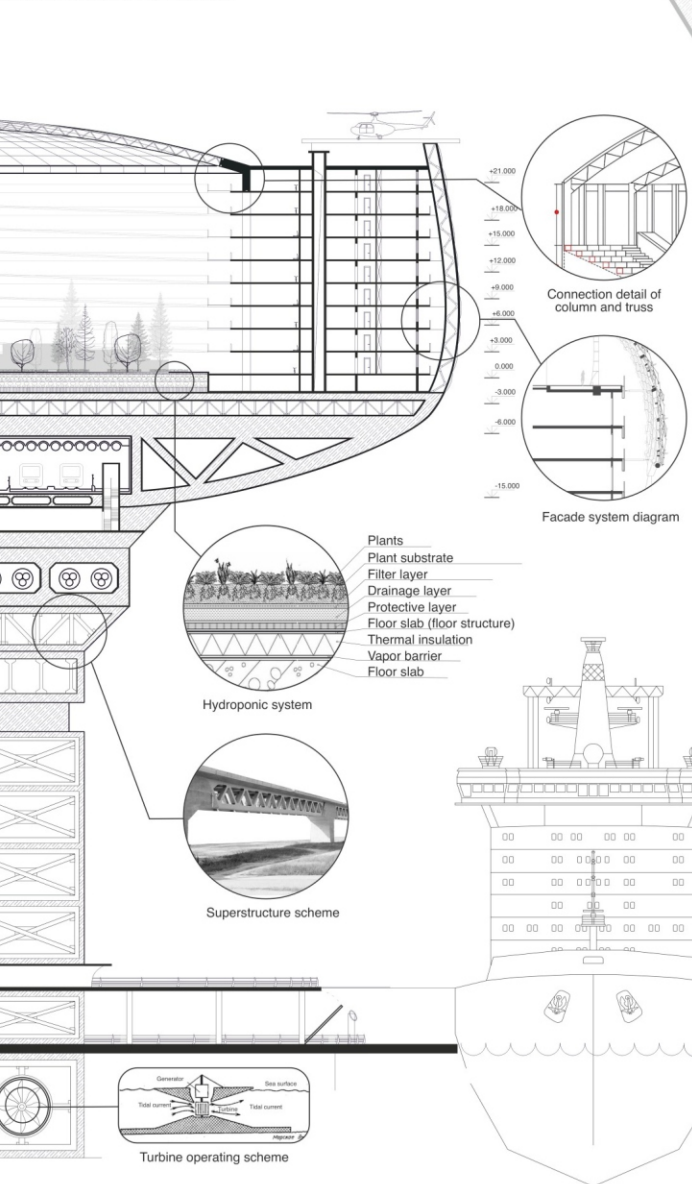 +21.000
+18.000
+15.000
+12.000
+9.000
+6.000
+3.000
0.000
-3.000
-6.000
-15.000
Connection detail of
column and truss
Facade system diagram
Plants
Plant substrate
Filter layer
Drainage layer
Protective layer
Floor slab (floor structure)
Thermal insulation
Vapor barrier
Floor slab
Hydroponic system
Superstructure scheme
Generator
Sea surface
Tidal current
Turbine
Tidal current
Turbine operating scheme